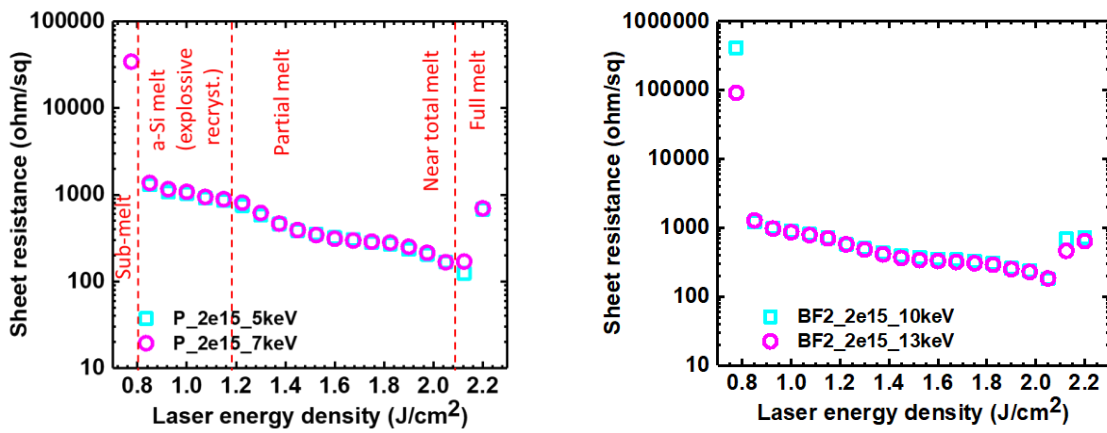 100000
10000
1000
100
10
Sheet resistance (ohm/sq)
Sub-melt
a-Si melt
(explossive
recryst.)
Partial melt
Near total melt
Full melt
P_2e15_5keV
P_2e15_7keV
0.8 1.0 1.2 1.4 1.6 1.8 2.0 2.2
Laser energy density (J/cm²)
1000000
100000
10000
1000
100
10
Sheet resistance (ohm/sq)
BF2_2e15_10keV
BF2_2e15_13keV
0.8 1.0 1.2 1.4 1.6 1.8 2.0 2.2
Laser energy density (J/cm²)